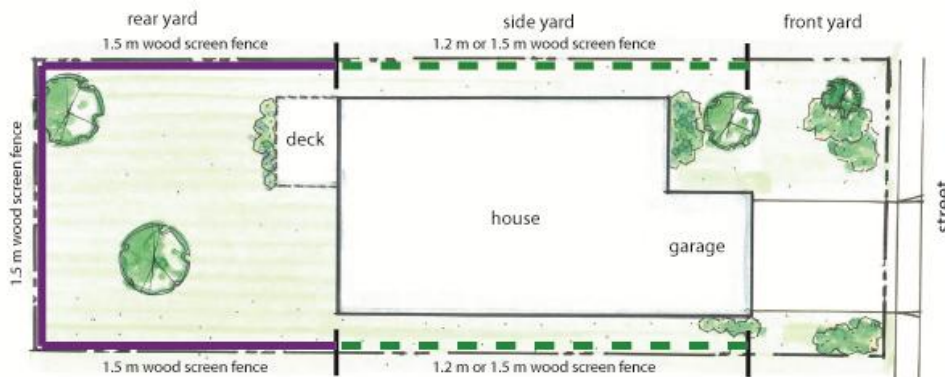 rear yard
side yard
front yard
1.5 m wood screen fence
1.2 m or 1.5 m wood screen fence
1.5 m wood screen fence
deck
house
garage
street
1.5 m wood screen fence
1.2 m or 1.5 m wood screen fence